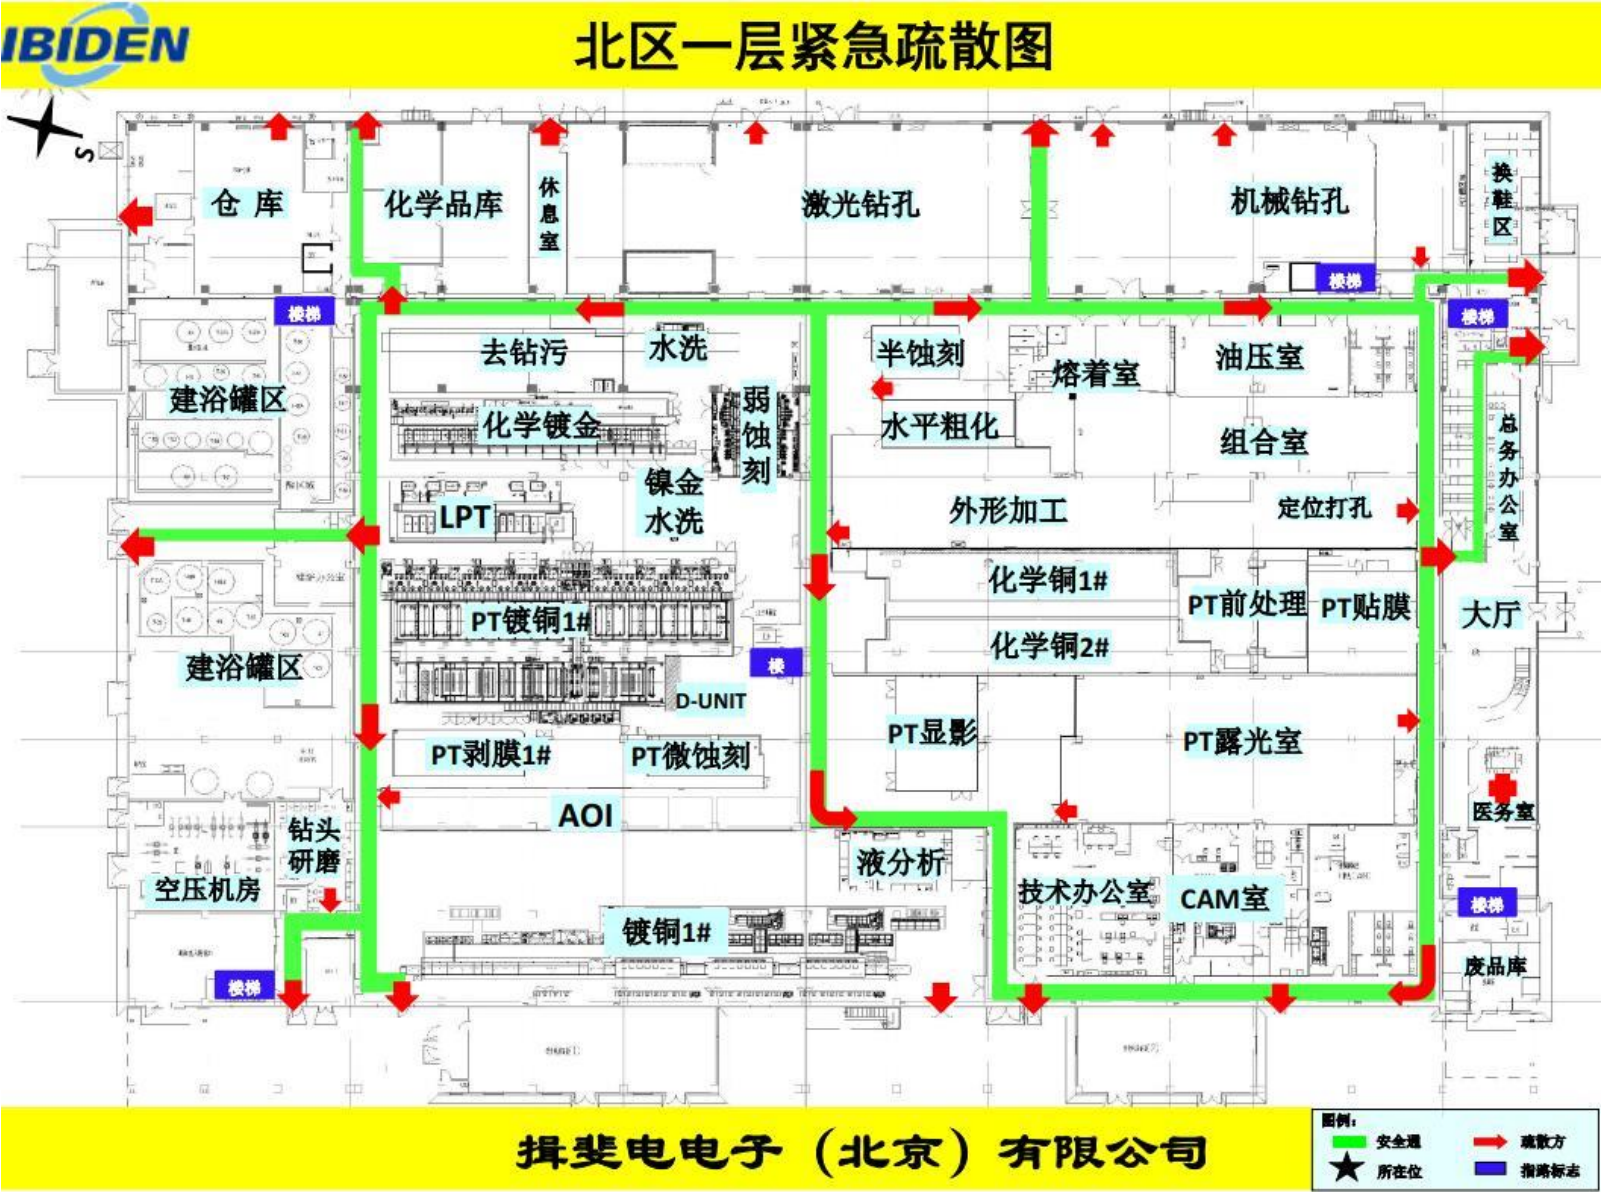 IBIDEN
北区一层紧急疏散图
S
仓 库
化学品库
休息室
激光钻孔
机械钻孔
换鞋区
楼梯
楼梯
楼梯
去钻污
水洗
半蚀刻
熔着室
油压室
建浴罐区
化学镀金
弱蚀刻
水平粗化
组合室
总务办公室
LPT
镍金
水洗
外形加工
定位打孔
化学铜1#
PT镀铜1#
PT前处理
PT贴膜
大厅
化学铜2#
建浴罐区
楼
D-UNIT
PT显影
PT露光室
PT剥膜1#
PT微蚀刻
AOI
医务室
钻头
研磨
液分析
空压机房
技术办公室
CAM室
楼梯
镀铜1#
废品库
楼梯
揖斐电电子（北京）有限公司
图例：
安全通
疏散方
所在位
指路标志